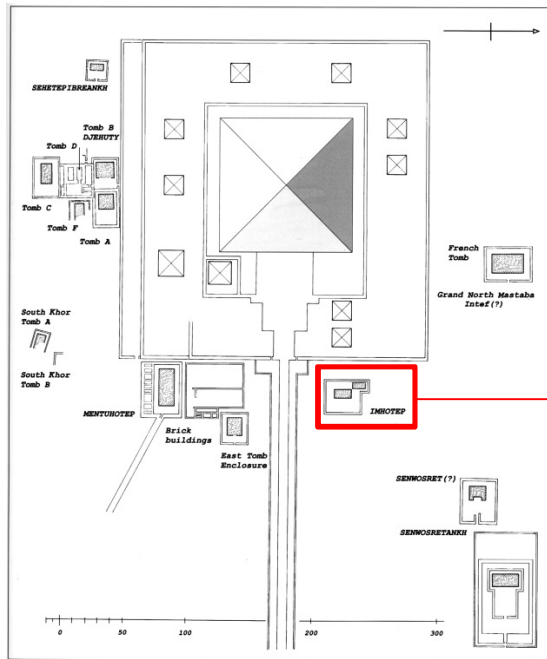 SEHETEPIBREANKH
Tomb B
DJEHUTY
Tomb D
Tomb C
Tomb F
Tomb A
French
Tomb
Grand North Mastaba
Intef(?)
South Khor
Tomb A
South Khor
Tomb B
MENTUHOTEP
Brick
buildings
East Tomb
Enclosure
IMHOTEP
SENWOSRET(?)
SENWOSRETANKH
0 50 100 200 300